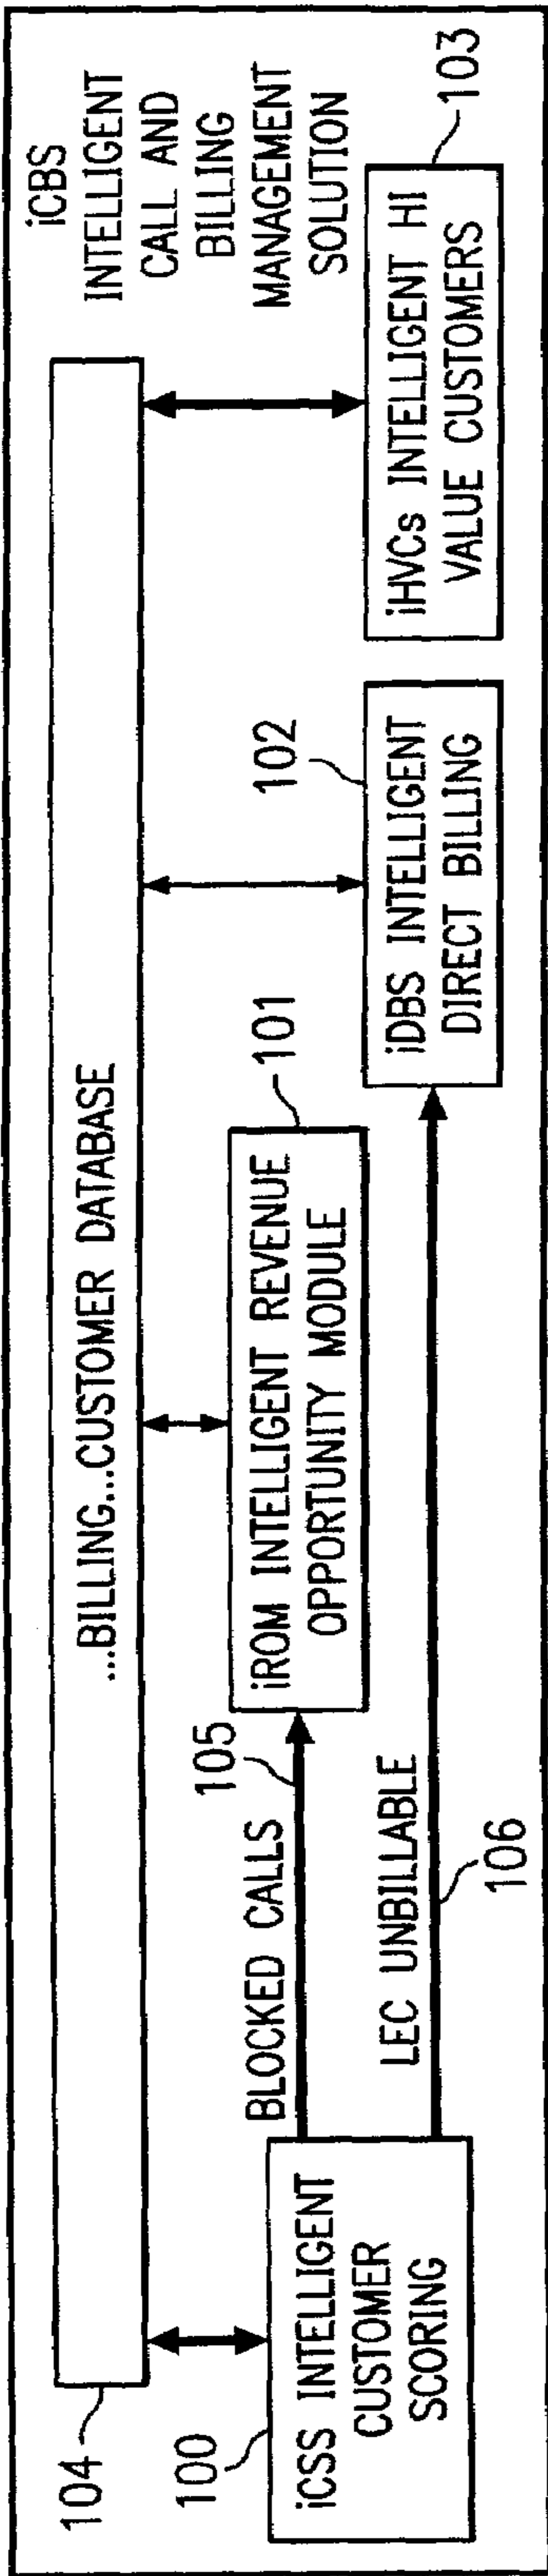 iCBS
INTELLIGENT
CALL AND
BILLING
MANAGEMENT
SOLUTION
...BILLING...CUSTOMER DATABASE
104
100
iCSS INTELLIGENT
CUSTOMER
SCORING
BLOCKED CALLS
105
iROM INTELLIGENT REVENUE
OPPORTUNITY MODULE
101
LEC UNBILLABLE
106
iDBS INTELLIGENT
DIRECT BILLING
102
iHVCs INTELLIGENT HI
VALUE CUSTOMERS
103